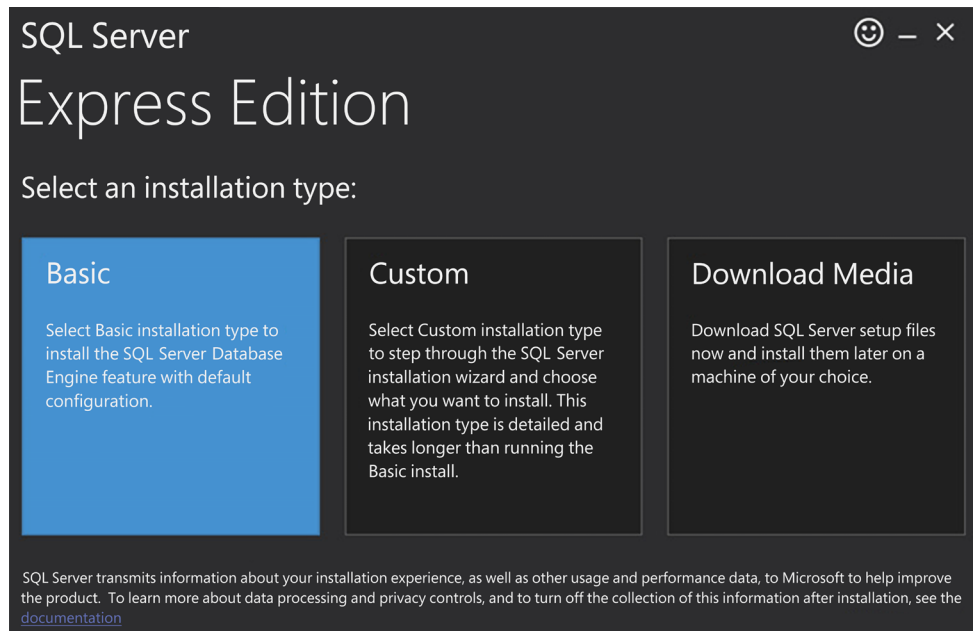 SQL Server
Express Edition
Select an installation type:
Basic
Select Basic installation type to
install the SQL Server Database
Engine feature with default
configuration.
Custom
Select Custom installation type
to step through the SQL Server
installation wizard and choose
what you want to install. This
installation type is detailed and
takes longer than running the
Basic install.
Download Media
Download SQL Server setup files
now and install them later on a
machine of your choice.
SQL Server transmits information about your installation experience, as well as other usage and performance data, to Microsoft to help improve
the product.  To learn more about data processing and privacy controls, and to turn off the collection of this information after installation, see the
documentation